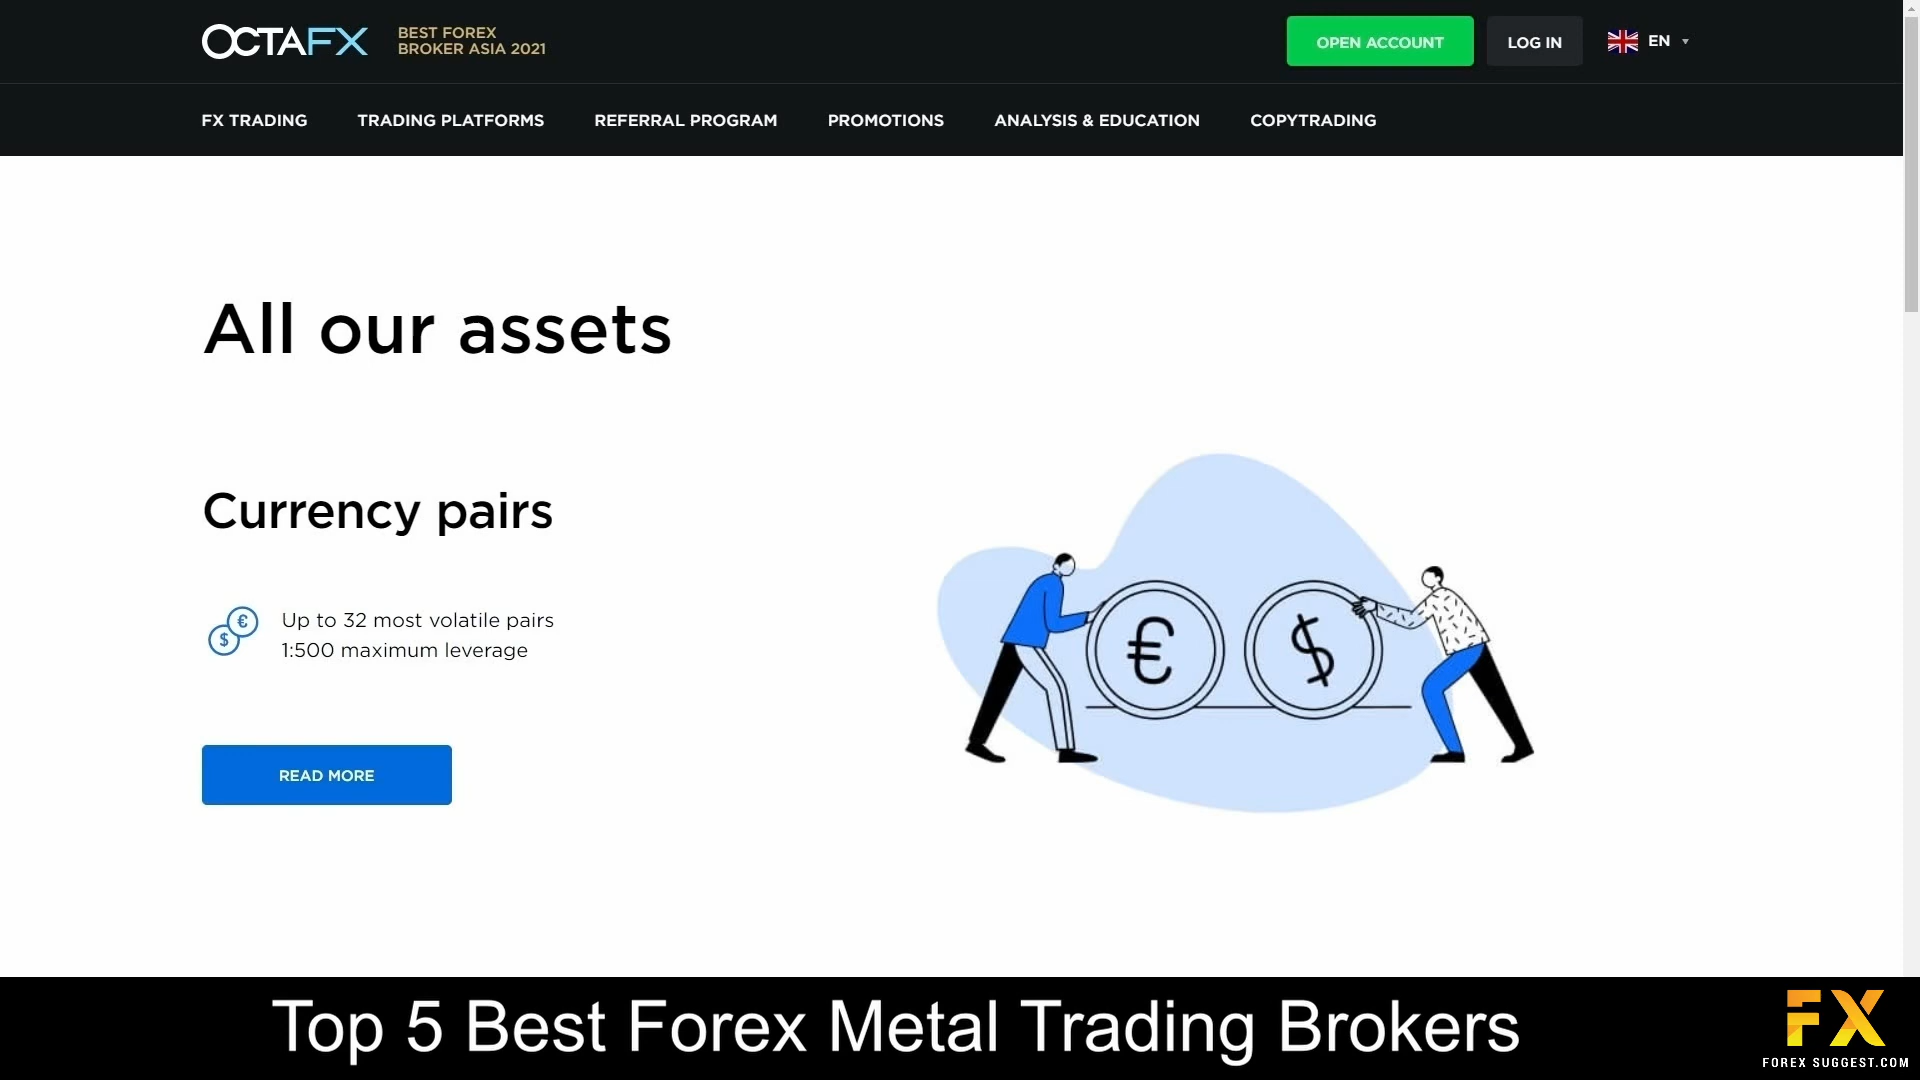 OCTAFX
BEST FOREX
BROKER ASIA 2021
OPEN ACCOUNT
LOG IN
EN
FX TRADING
TRADING PLATFORMS
REFERRAL PROGRAM
PROMOTIONS
ANALYSIS & EDUCATION
COPYTRADING
All our assets
Currency pairs
Up to 32 most volatile pairs
1:500 maximum leverage
READ MORE
€
$
€
$
Top 5 Best Forex Metal Trading Brokers
FX
FOREX SUGGEST.COM